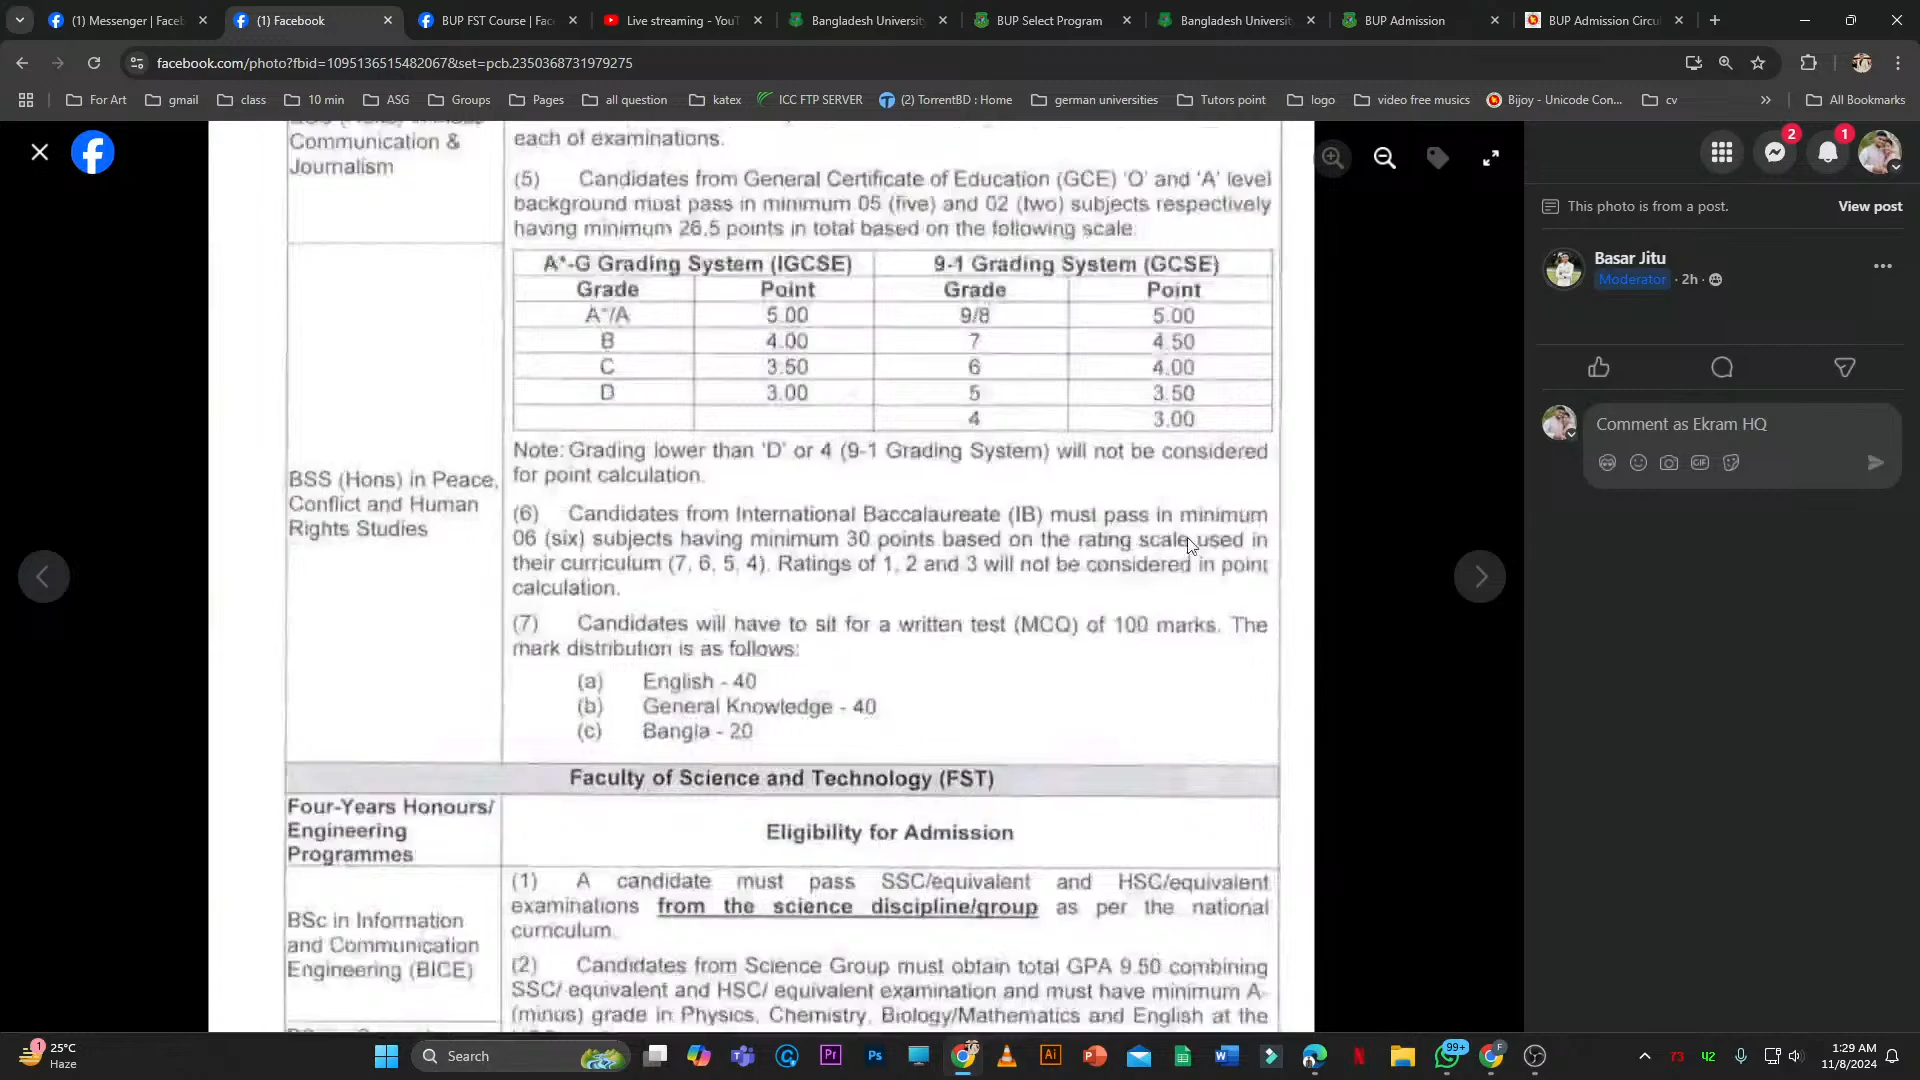 (1) Messenger | Faceb
(1) Facebook
BUP FST Course | Fac
Live streaming - YouT
Bangladesh Universit
BUP Select Program
Bangladesh Universit
BUP Admission
BUP Admission Circu
facebook.com/photo?fbid=1095136515482067&set=pcb.2350368731979275
For Art
gmail
class
10 min
ASG
Groups
Pages
all question
katex
ICC FTP SERVER
(2) TorrentBD : Home
german universities
Tutors point
logo
video free musics
Bijoy - Unicode Con...
cv
All Bookmarks
Communication &
Journalism
each of examinations.
(5) Candidates from General Certificate of Education (GCE) 'O' and 'A' level
background must pass in minimum 05 (five) and 02 (two) subjects respectively
having minimum 26.5 points in total based on the following scale:
A*-G Grading System (IGCSE) 9-1 Grading System (GCSE)
Grade Point Grade Point
A*/A 5.00 9/8 5.00
B 4.00 7 4.50
C 3.50 6 4.00
D 3.00 5 3.50
4 3.00
Note: Grading lower than 'D' or 4 (9-1 Grading System) will not be considered
for point calculation.
BSS (Hons) in Peace,
Conflict and Human
Rights Studies
(6) Candidates from International Baccalaureate (IB) must pass in minimum
06 (six) subjects having minimum 30 points based on the rating scale used in
their curriculum (7, 6, 5, 4). Ratings of 1, 2 and 3 will not be considered in point
calculation.
(7) Candidates will have to sit for a written test (MCQ) of 100 marks. The
mark distribution is as follows:
(a) English - 40
(b) General Knowledge - 40
(c) Bangla - 20
Faculty of Science and Technology (FST)
Four-Years Honours/
Engineering
Programmes
Eligibility for Admission
BSc in Information
and Communication
Engineering (BICE)
(1) A candidate must pass SSC/equivalent and HSC/equivalent
examinations from the science discipline/group as per the national
curriculum.
(2) Candidates from Science Group must obtain total GPA 9.50 combining
SSC/ equivalent and HSC/ equivalent examination and must have minimum A-
(minus) grade in Physics, Chemistry, Biology/Mathematics and English at the
2
1
This photo is from a post.
View post
Basar Jitu
Moderator · 2h ·
Comment as Ekram HQ
GIF
1
25°C
Haze
Search
99+
73
42
1:29 AM
11/8/2024